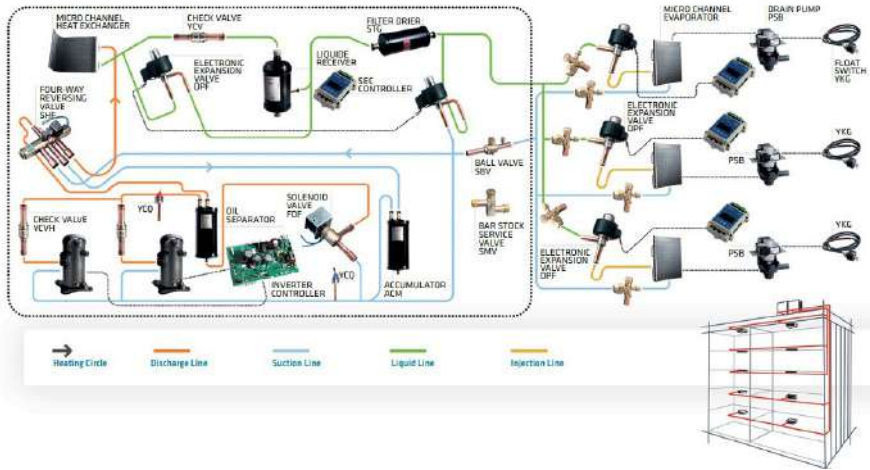 MICRO CHANNEL
HEAT EXCHANGER
CHECK VALVE
YCV
FILTER DRIER
STG
ELECTRONIC
EXPANSION
VALVE
DPF
LIQUIDE
RECEIVER
SEC
CONTROLLER
FOUR-WAY
REVERSING
VALVE
SHF
MICRO CHANNEL
EVAPORATOR
DRAIN PUMP
PSB
FLOAT
SWITCH
YKG
ELECTRONIC
EXPANSION
VALVE
DPF
YKG
PSB
BALL VALVE
SBV
BAR STOCK
SERVICE
VALVE
SMV
ELECTRONIC
EXPANSION
VALVE
DPF
YKG
PSB
CHECK VALVE
YCVH
YCQ
OIL
SEPARATOR
SOLENOID
VALVE
FDF
INVERTER
CONTROLLER
YCQ
ACCUMULATOR
ACM
Heating Circle
Discharge Line
Suction Line
Liquid Line
Injection Line